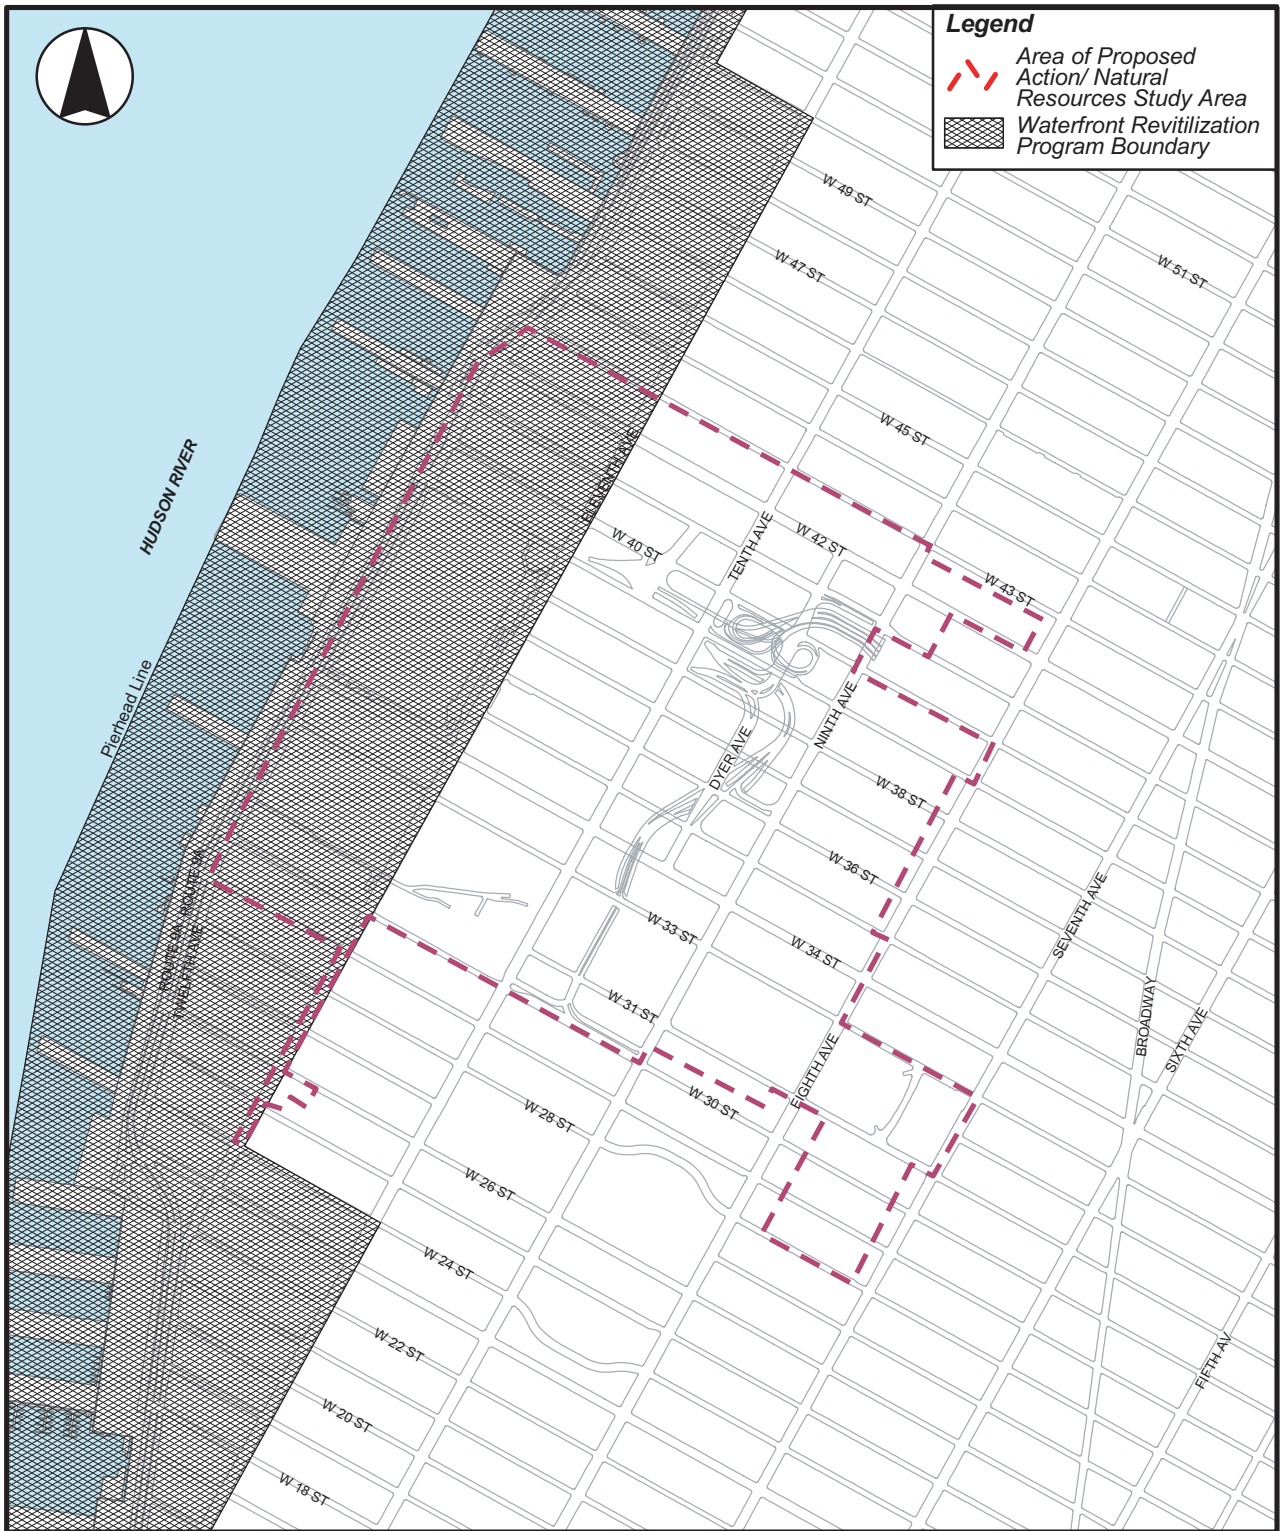 Legend
Area of Proposed
Action/ Natural
Resources Study Area
Waterfront Revitilization
Program Boundary
W 49 ST
W 51 ST
W 47 ST
W 45 ST
HUDSON RIVER
ELEVENTH AVE
W 40 ST
TENTH AVE
W 42 ST
W 43 ST
Pierhead Line
NINTH AVE
DYER AVE
W 38 ST
W 36 ST
ROUTE 9A
ROUTE 9A
TWELFTH AVE
W 33 ST
W 34 ST
SEVENTH AVE
W 31 ST
BROADWAY
SIXTH AVE
EIGHTH AVE
W 30 ST
W 28 ST
W 26 ST
W 24 ST
W 22 ST
FIFTH AV
W 20 ST
W 18 ST